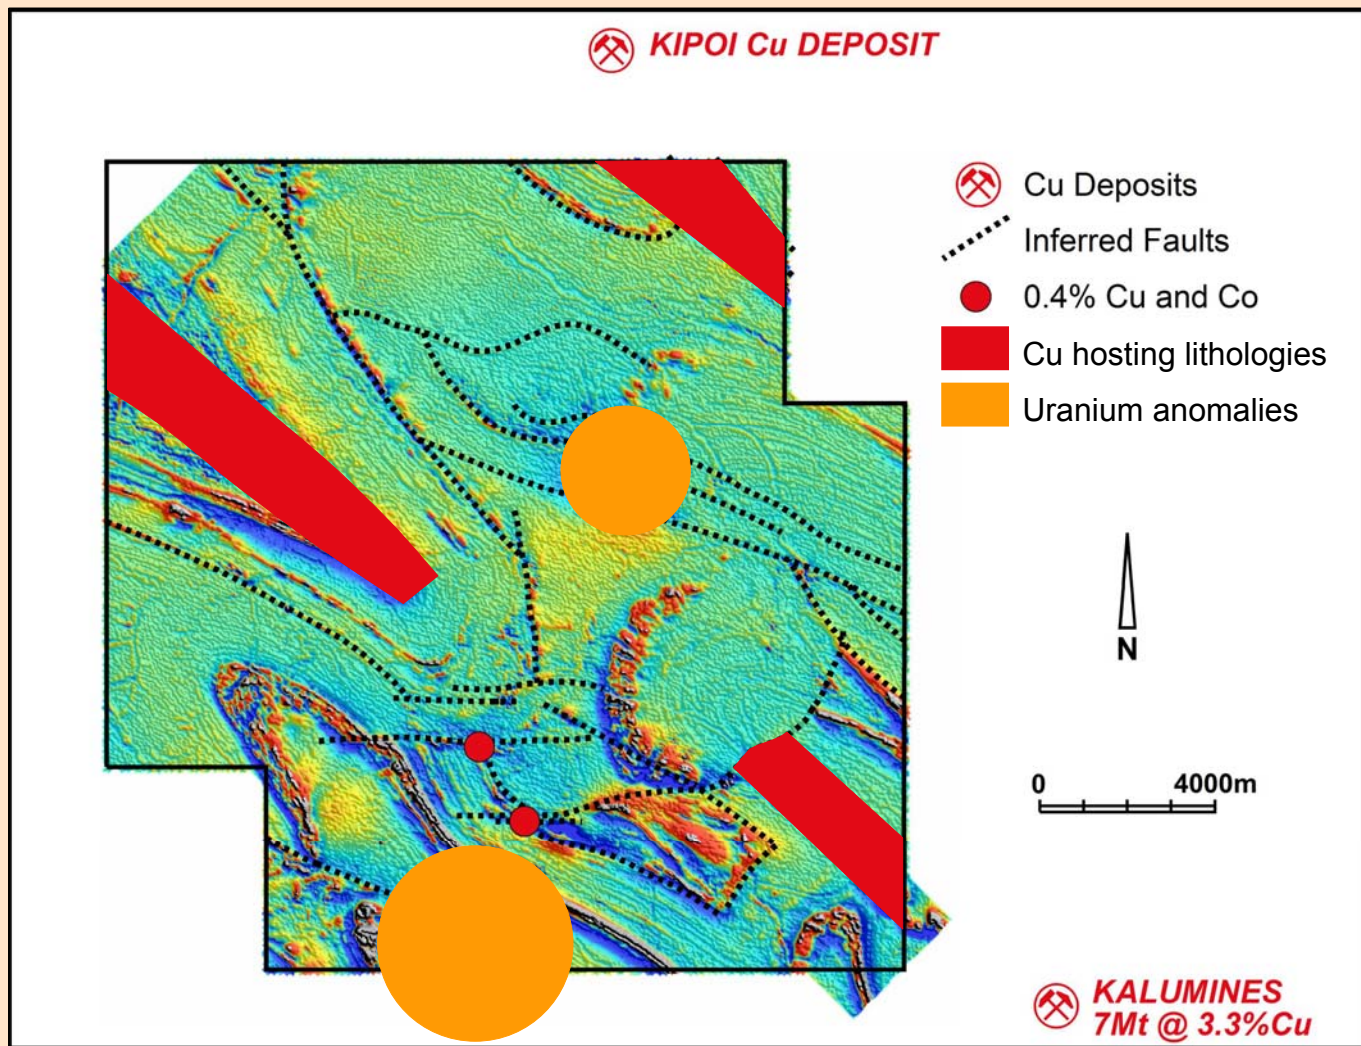 KIPOI Cu DEPOSIT
Cu Deposits
Inferred Faults
0.4% Cu and Co
Cu hosting lithologies
Uranium anomalies
N
0 4000m
KALUMINES
7Mt @ 3.3%Cu